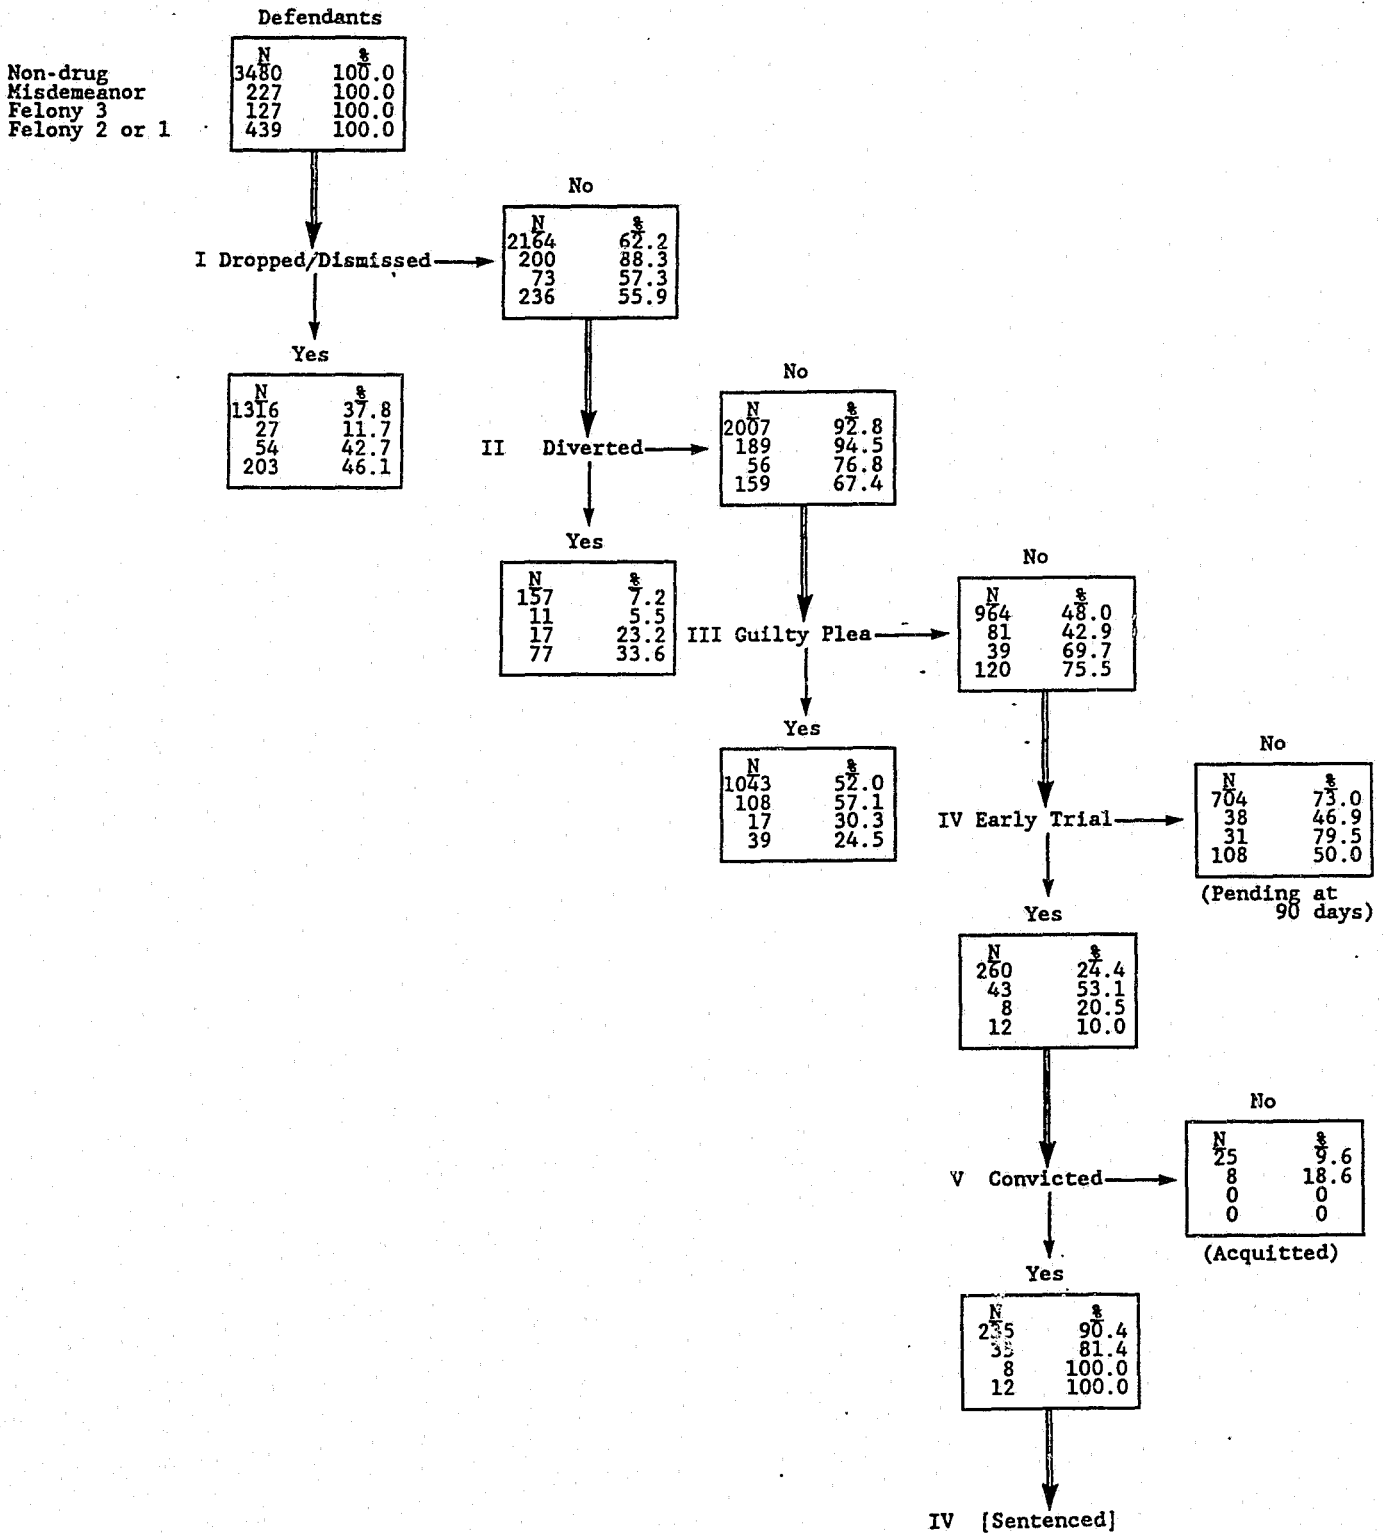 Defendants
N %
Non-drug 3480 100.0
Misdemeanor 227 100.0
Felony 3 127 100.0
Felony 2 or 1 439 100.0
No
N %
2164 62.2
200 88.3
73 57.3
236 55.9
I Dropped/Dismissed
Yes
N %
1316 37.8
27 11.7
54 42.7
203 46.1
No
N %
2007 92.8
189 94.5
56 76.8
159 67.4
II Diverted
Yes
N %
157 7.2
11 5.5
17 23.2
77 33.6
No
N %
964 48.0
81 42.9
39 69.7
120 75.5
III Guilty Plea
Yes
N %
1043 52.0
108 57.1
17 30.3
39 24.5
No
N %
704 73.0
38 46.9
31 79.5
108 50.0
(Pending at
90 days)
IV Early Trial
Yes
N %
260 24.4
43 53.1
8 20.5
12 10.0
No
N %
25 9.6
8 18.6
0 0
0 0
(Acquitted)
V Convicted
Yes
N %
235 90.4
35 81.4
8 100.0
12 100.0
IV [Sentenced]